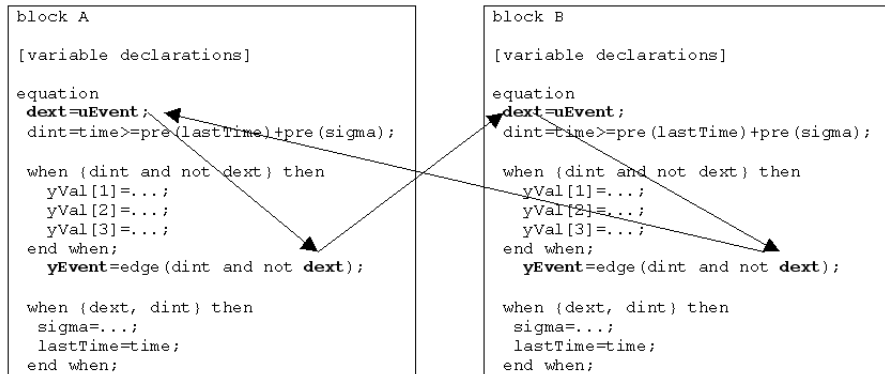 block A
[variable declarations]
equation
dext=uEvent;
dint=time>=pre(lastTime)+pre(sigma);
when {dint and not dext} then
yVal[1]=...;
yVal[2]=...;
yVal[3]=...;
end when;
yEvent=edge(dint and not dext);
when {dext, dint} then
sigma=...;
lastTime=time;
end when;
block B
[variable declarations]
equation
dext=uEvent;
dint=time>=pre(lastTime)+pre(sigma);
when {dint and not dext} then
yVal[1]=...;
yVal[2]=...;
yVal[3]=...;
end when;
yEvent=edge(dint and not dext);
when {dext, dint} then
sigma=...;
lastTime=time;
end when;